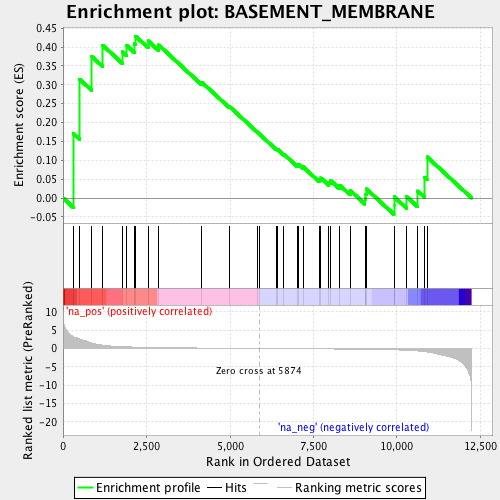 Enrichment plot: BASEMENT_MEMBRANE
Enrichment score (ES)
0.45
0.40
0.35
0.30
0.25
0.20
0.15
0.10
0.05
0.00
-0.05
'na_pos' (positively correlated)
Ranked list metric (PreRanked)
10
5
0
-5
-10
-15
-20
Zero cross at 5874
'na_neg' (negatively correlated)
0 2,500 5,000 7,500 10,000 12,500
Rank in Ordered Dataset
Enrichment profile Hits Ranking metric scores